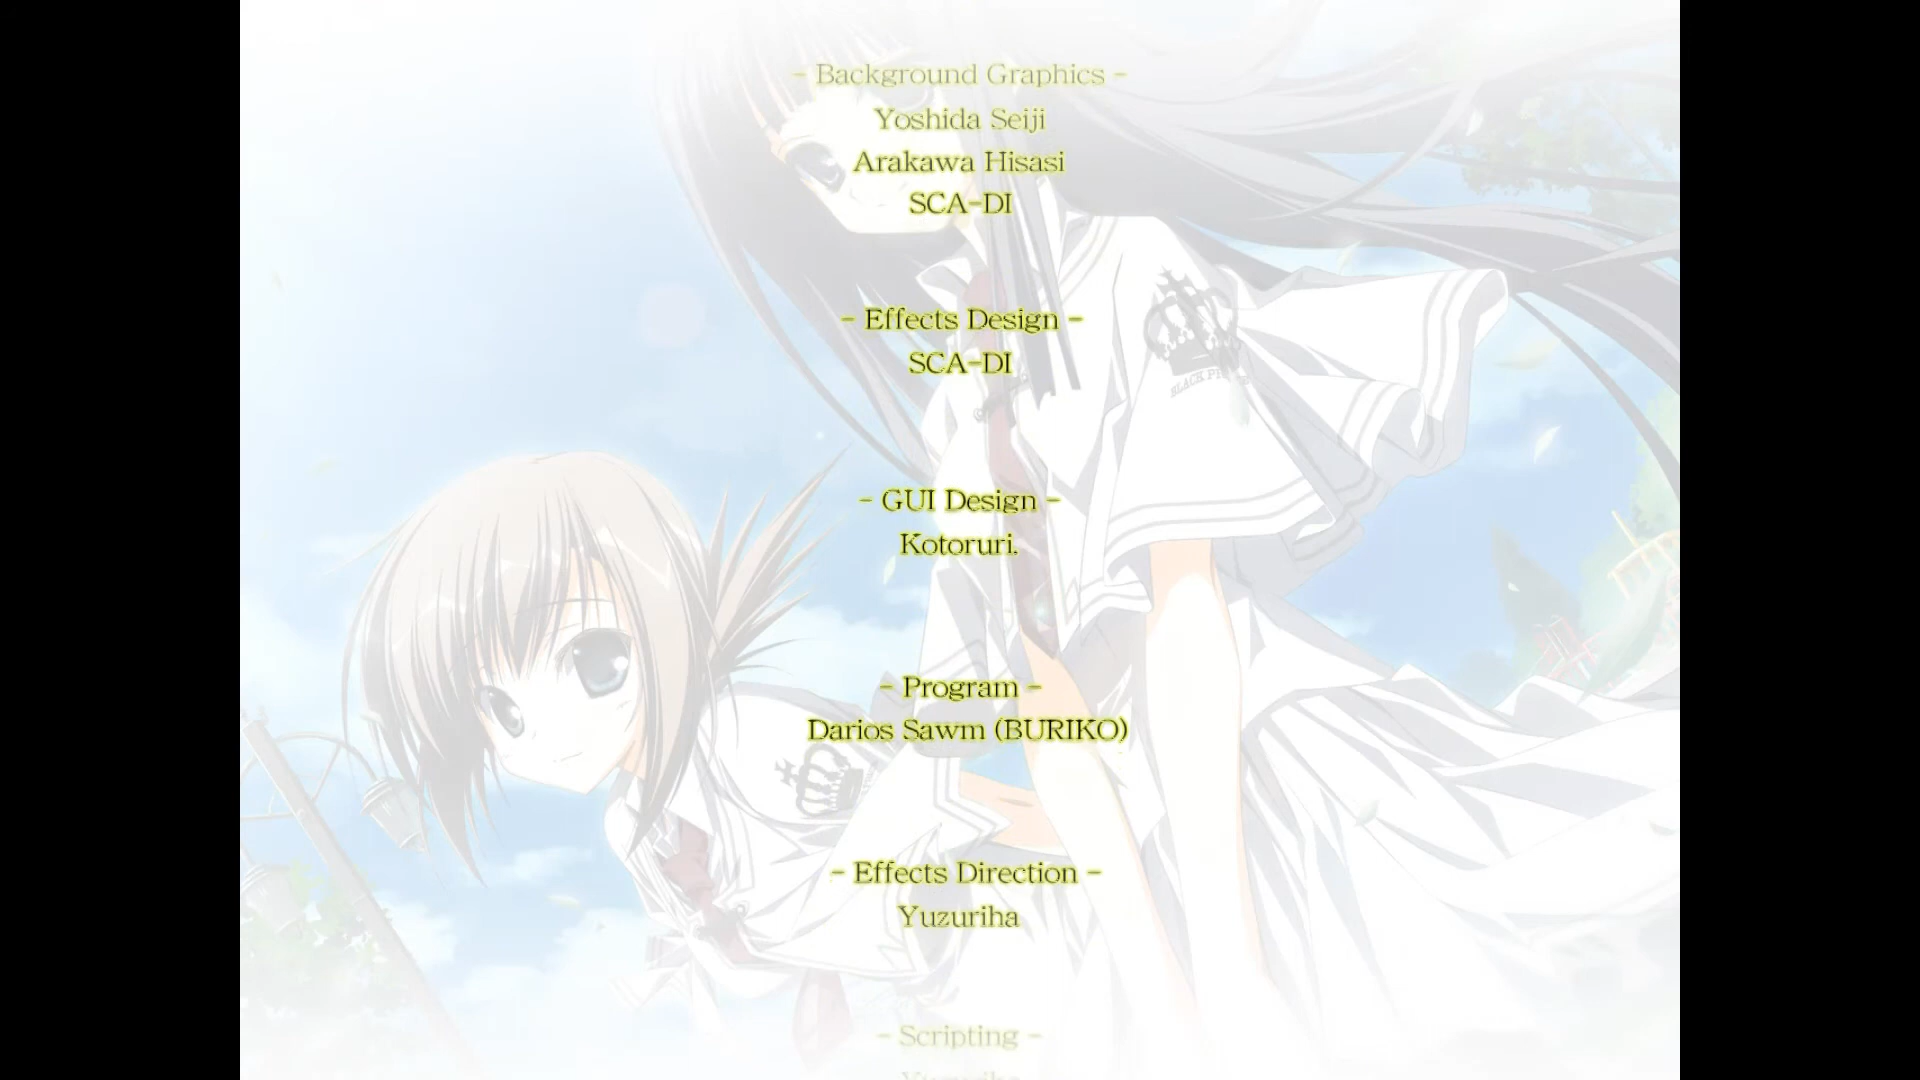 - Background Graphics -
Yoshida Seiji
Arakawa Hisasi
SCA-DI
- Effects Design -
SCA-DI
- GUI Design -
Kotoruri.
- Program -
Darios Sawm (BURIKO)
- Effects Direction -
Yuzuriha
- Scripting -